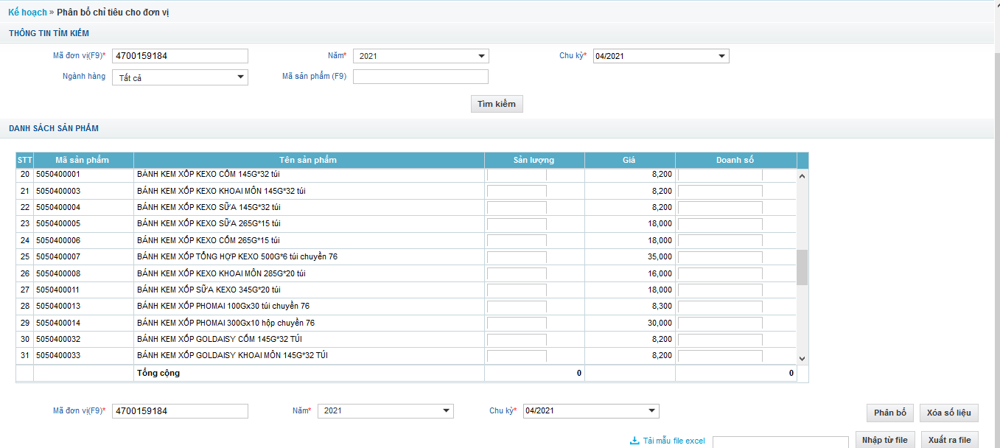 Kế hoạch » Phân bổ chỉ tiêu cho đơn vị
THÔNG TIN TÌM KIẾM
Mã đơn vị(F9)* 4700159184 Năm* 2021 Chu kỳ* 04/2021
Ngành hàng Tất cả Mã sản phẩm (F9)
Tìm kiếm
DANH SÁCH SẢN PHẨM
STT Mã sản phẩm Tên sản phẩm Sản lượng Giá Doanh số
20 5050400001 BÁNH KEM XỐP KEXO CỐM 145G*32 túi 8,200
21 5050400003 BÁNH KEM XỐP KEXO KHOAI MÔN 145G*32 túi 8,200
22 5050400004 BÁNH KEM XỐP KEXO SỮA 145G*32 túi 8,200
23 5050400005 BÁNH KEM XỐP KEXO SỮA 265G*15 túi 18,000
24 5050400006 BÁNH KEM XỐP KEXO CỐM 265G*15 túi 18,000
25 5050400007 BÁNH KEM XỐP TỔNG HỢP KEXO 500G*6 túi chuyền 76 35,000
26 5050400008 BÁNH KEM XỐP KEXO KHOAI MÔN 285G*20 túi 16,000
27 5050400011 BÁNH KEM XỐP SỮA KEXO 345G*20 túi 18,000
28 5050400013 BÁNH KEM XỐP PHOMAI 100Gx30 túi chuyền 76 8,300
29 5050400014 BÁNH KEM XỐP PHOMAI 300Gx10 hộp chuyền 76 30,000
30 5050400032 BÁNH KEM XỐP GOLDAISY CỐM 145G*32 TÚI 8,200
31 5050400033 BÁNH KEM XỐP GOLDAISY KHOAI MÔN 145G*32 TÚI 8,200
Tổng cộng 0 0
Mã đơn vị(F9)* 4700159184 Năm* 2021 Chu kỳ* 04/2021 Phân bổ Xóa số liệu
Tải mẫu file excel Nhập từ file Xuất ra file